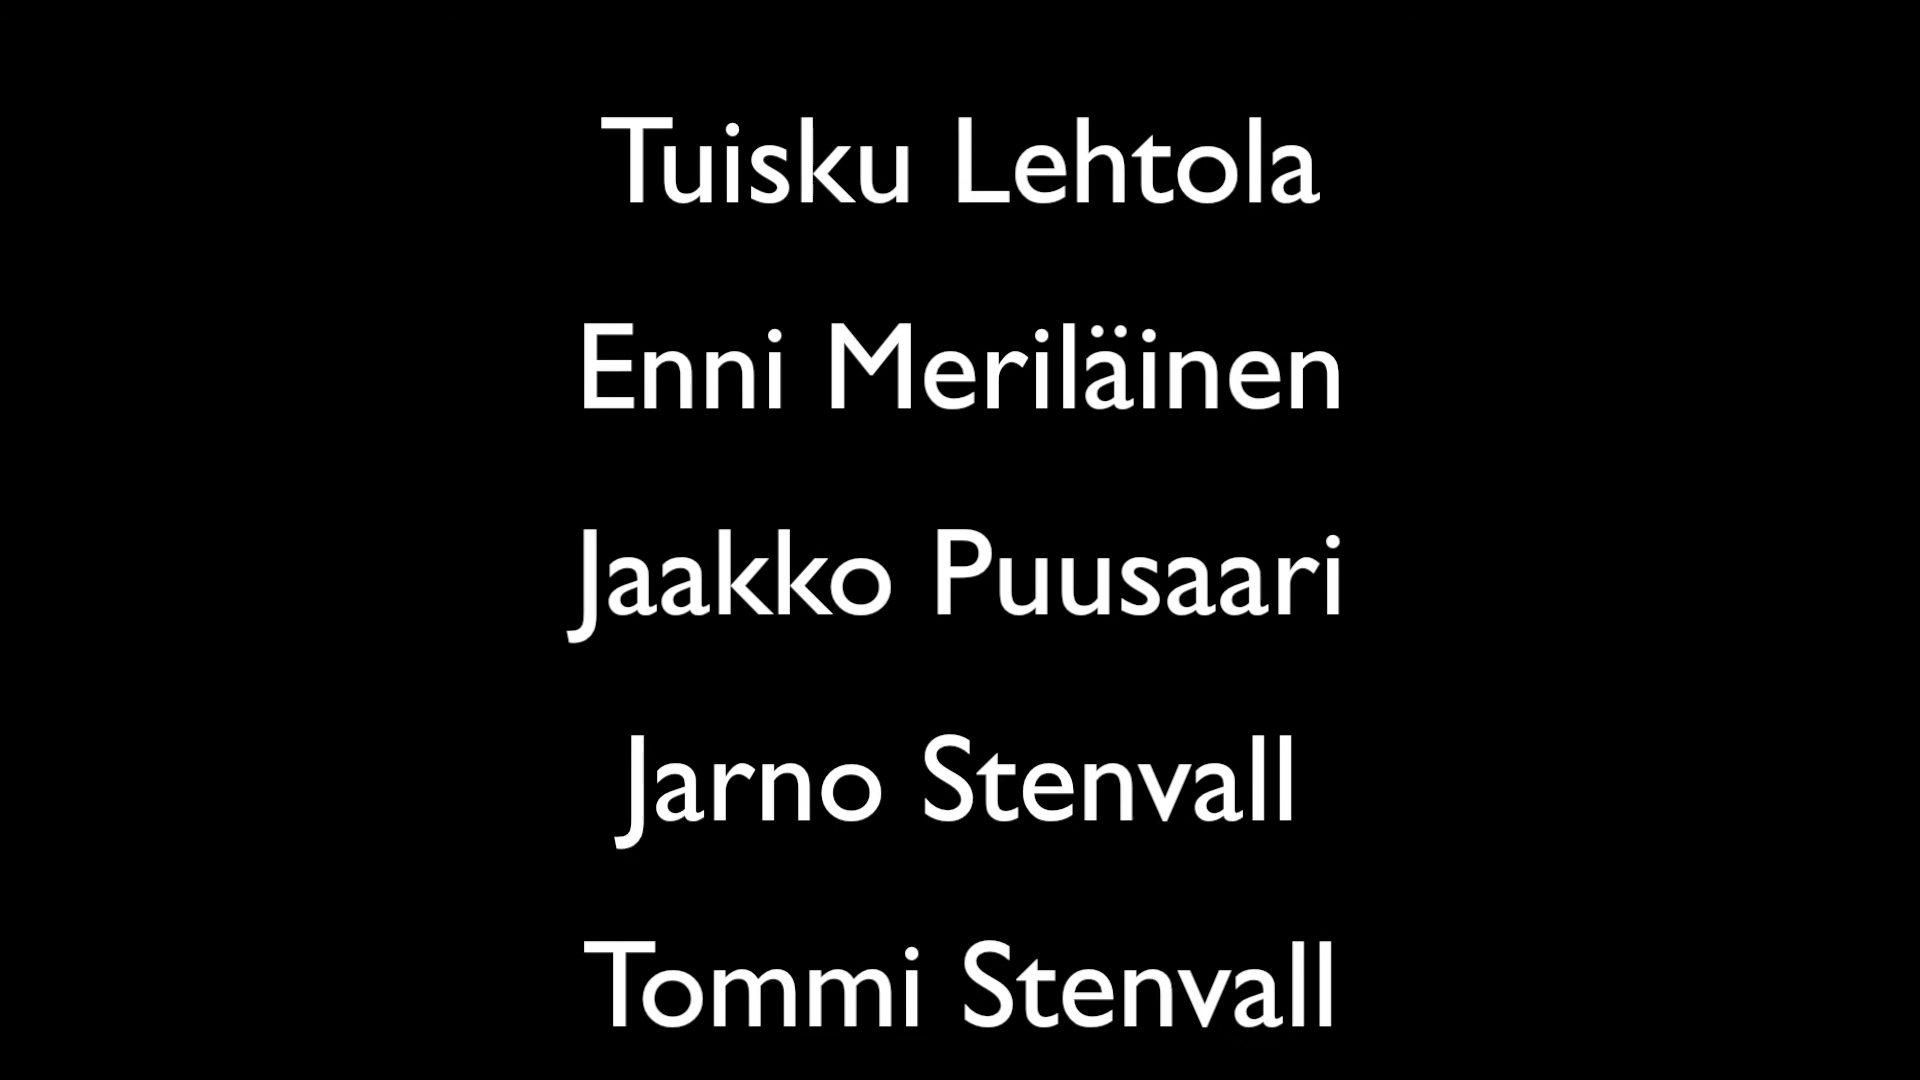 Tuisku Lehtola
Enni Meriläinen
Jaakko Puusaari
Jarno Stenvall
Tommi Stenvall